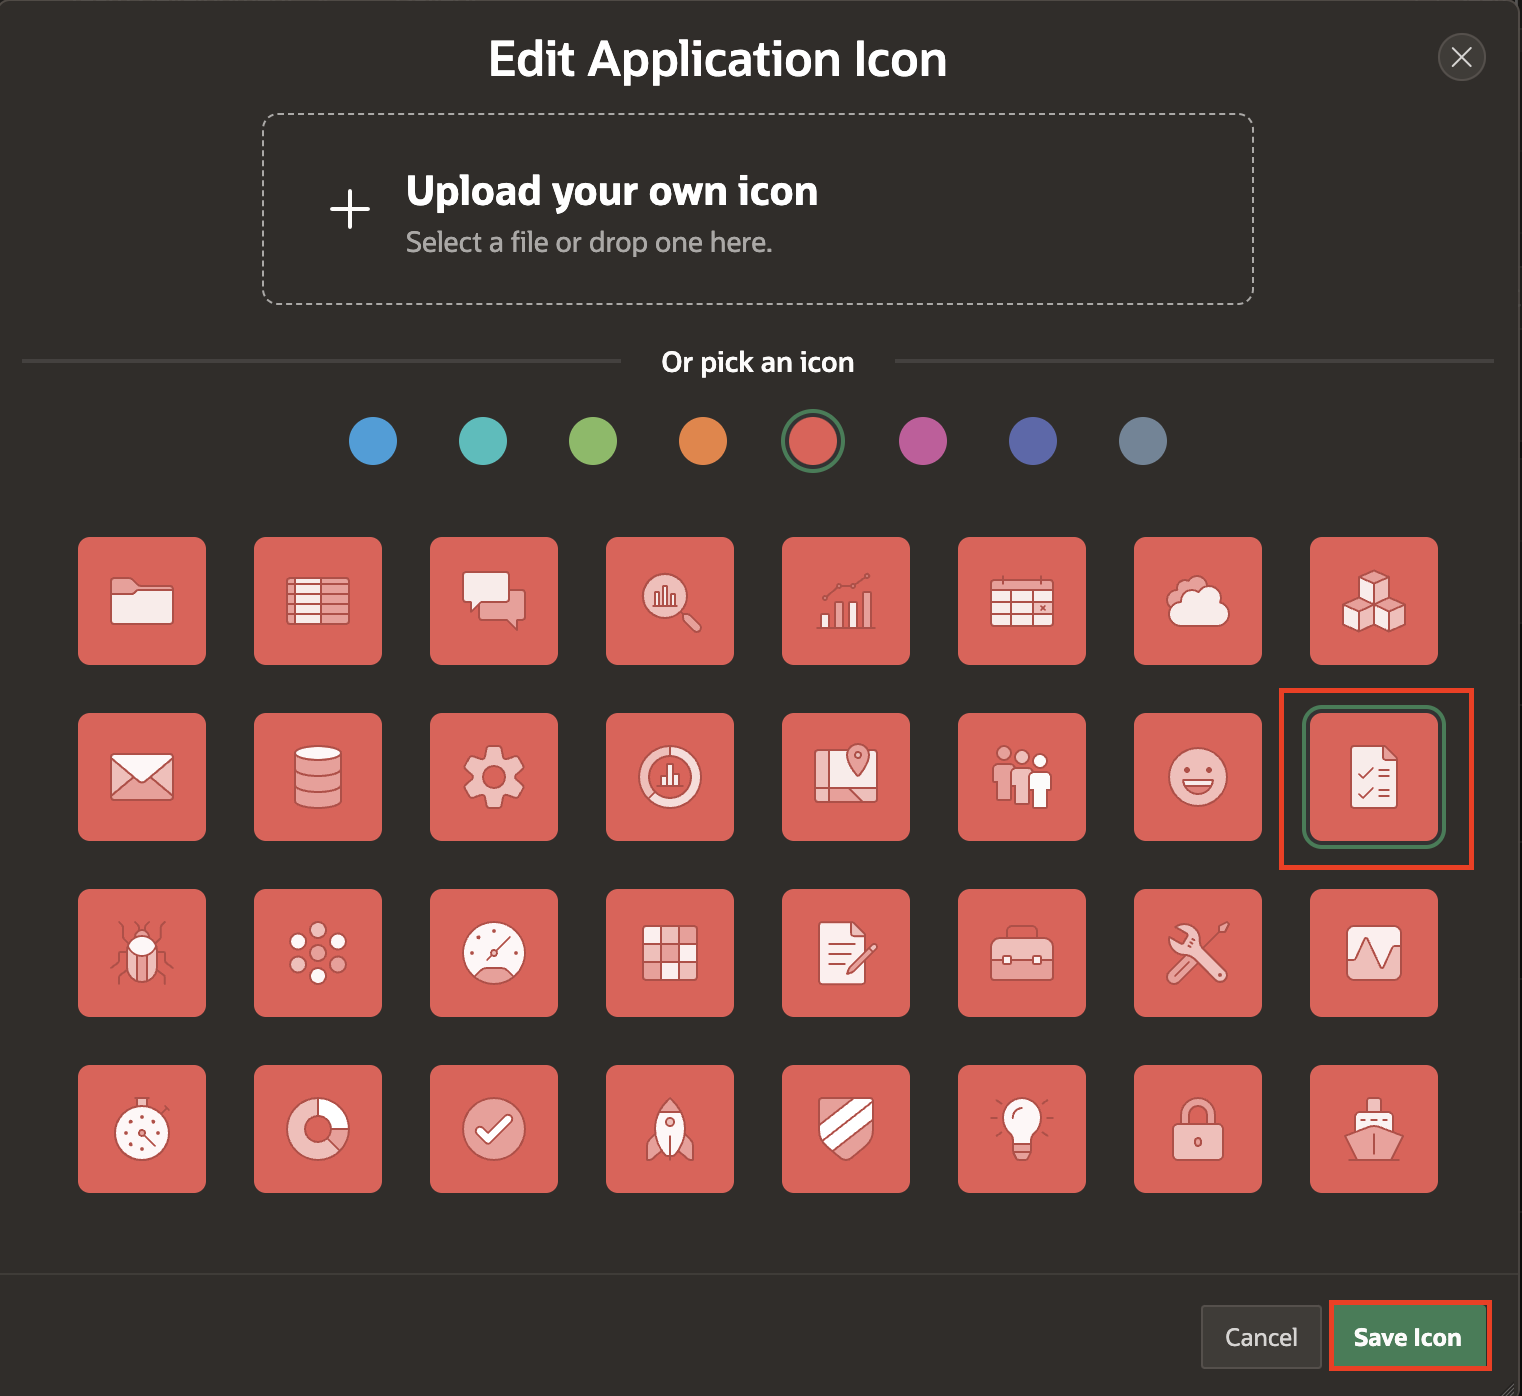 Edit Application Icon
Upload your own icon
Select a file or drop one here.
Or pick an icon
Cancel
Save Icon